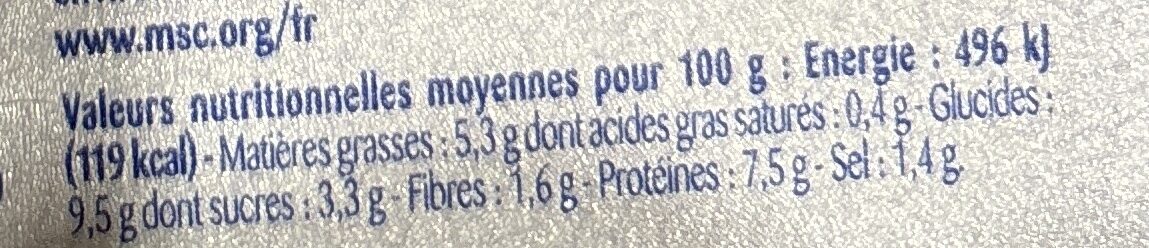 www.msc.org/fr
Valeurs nutritionnelles moyennes pour 100 g : Energie : 496 kJ
(119 kcal) - Matières grasses : 5,3 g dont acides gras saturés : 0,4 g - Glucides :
9,5 g dont sucres : 3,3 g - Fibres : 1,6 g - Protéines : 7,5 g - Sel : 1,4 g.